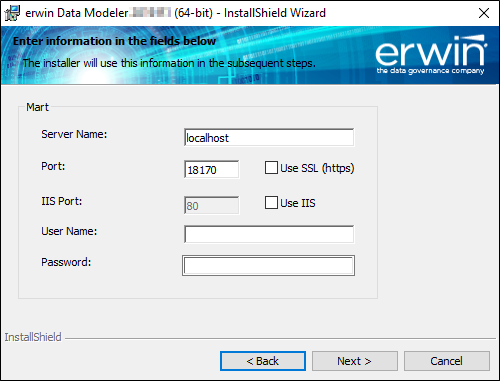 erwin Data Modeler (64-bit) - InstallShield Wizard
Enter information in the fields below
The installer will use this information in the subsequent steps.
erwin
the data governance company
Mart
Server Name: localhost
Port: 18170 Use SSL (https)
IIS Port: 80 Use IIS
User Name:
Password:
InstallShield
< Back Next > Cancel